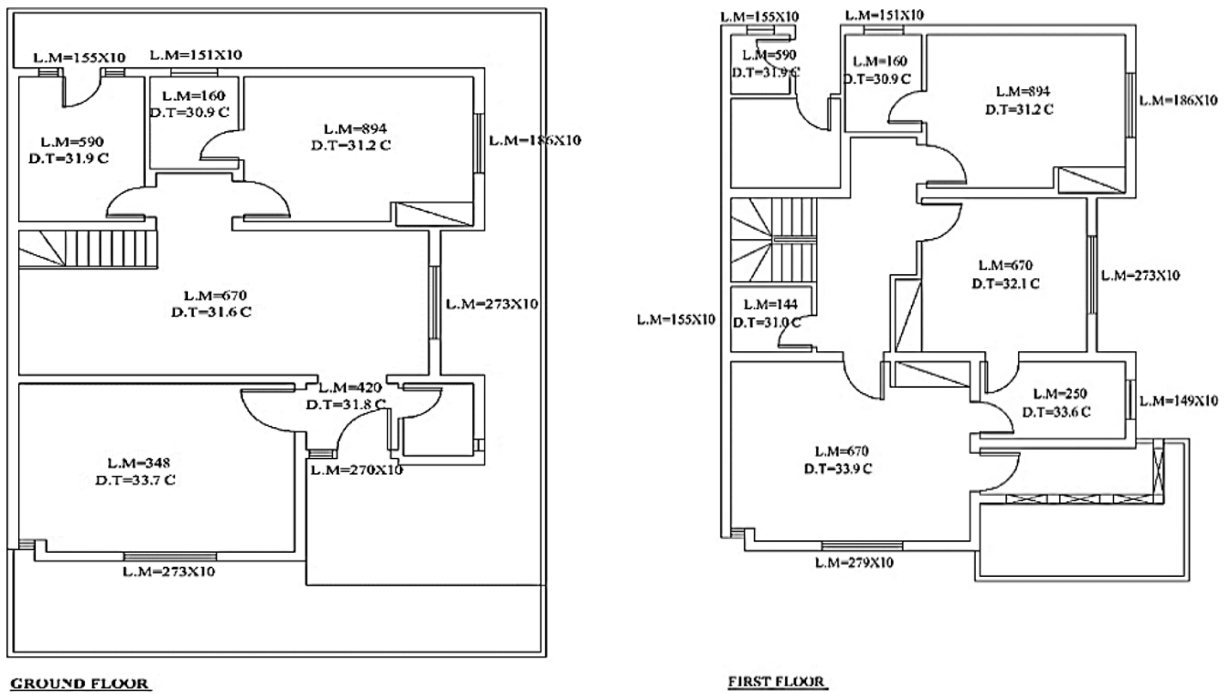 L.M=155X10
L.M=151X10
L.M=160
D.T=30.9 C
L.M=590
D.T=31.9 C
L.M=894
D.T=31.2 C
L.M=186X10
L.M=670
D.T=31.6 C
L.M=273X10
L.M=420
D.T=31.8 C
L.M=348
D.T=33.7 C
L.M=270X10
L.M=273X10
GROUND FLOOR
L.M=155X10
L.M=151X10
L.M=590
D.T=31.9 C
L.M=160
D.T=30.9 C
L.M=894
D.T=31.2 C
L.M=186X10
L.M=670
D.T=32.1 C
L.M=273X10
L.M=144
D.T=31.0 C
L.M=155X10
L.M=250
D.T=33.6 C
L.M=149X10
L.M=670
D.T=33.9 C
L.M=279X10
FIRST FLOOR